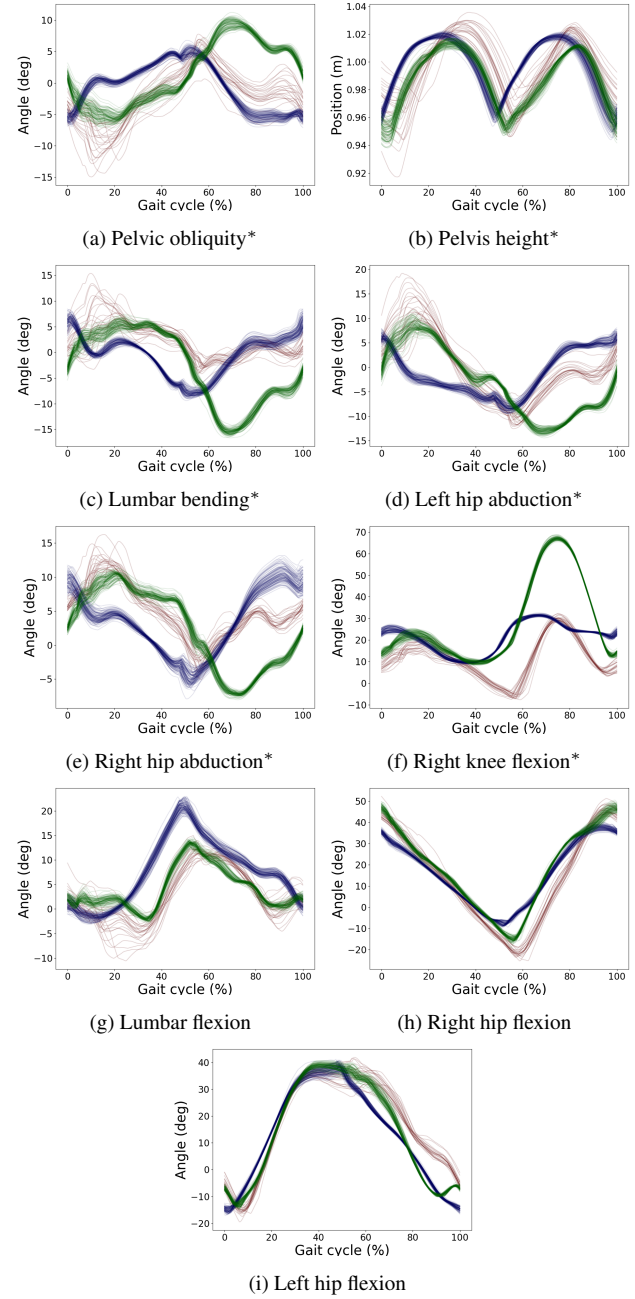 10
5
0
−5
−10
−15
Angle (deg)
0 20 40 60 80 100
Gait cycle (%)
(a) Pelvic obliquity*
1.04
1.02
1.00
0.98
0.96
0.94
0.92
Position (m)
0 20 40 60 80 100
Gait cycle (%)
(b) Pelvis height*
15
10
5
0
−5
−10
−15
Angle (deg)
0 20 40 60 80 100
Gait cycle (%)
(c) Lumbar bending*
20
15
10
5
0
−5
−10
−15
Angle (deg)
0 20 40 60 80 100
Gait cycle (%)
(d) Left hip abduction*
15
10
5
0
−5
Angle (deg)
0 20 40 60 80 100
Gait cycle (%)
(e) Right hip abduction*
70
60
50
40
30
20
10
0
−10
Angle (deg)
0 20 40 60 80 100
Gait cycle (%)
(f) Right knee flexion*
20
15
10
5
0
−5
−10
Angle (deg)
0 20 40 60 80 100
Gait cycle (%)
(g) Lumbar flexion
50
40
30
20
10
0
−10
−20
Angle (deg)
0 20 40 60 80 100
Gait cycle (%)
(h) Right hip flexion
40
30
20
10
0
−10
−20
Angle (deg)
0 20 40 60 80 100
Gait cycle (%)
(i) Left hip flexion